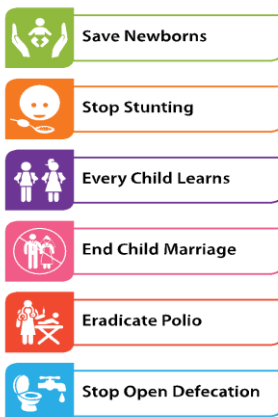 Save Newborns
Stop Stunting
Every Child Learns
End Child Marriage
Eradicate Polio
Stop Open Defecation